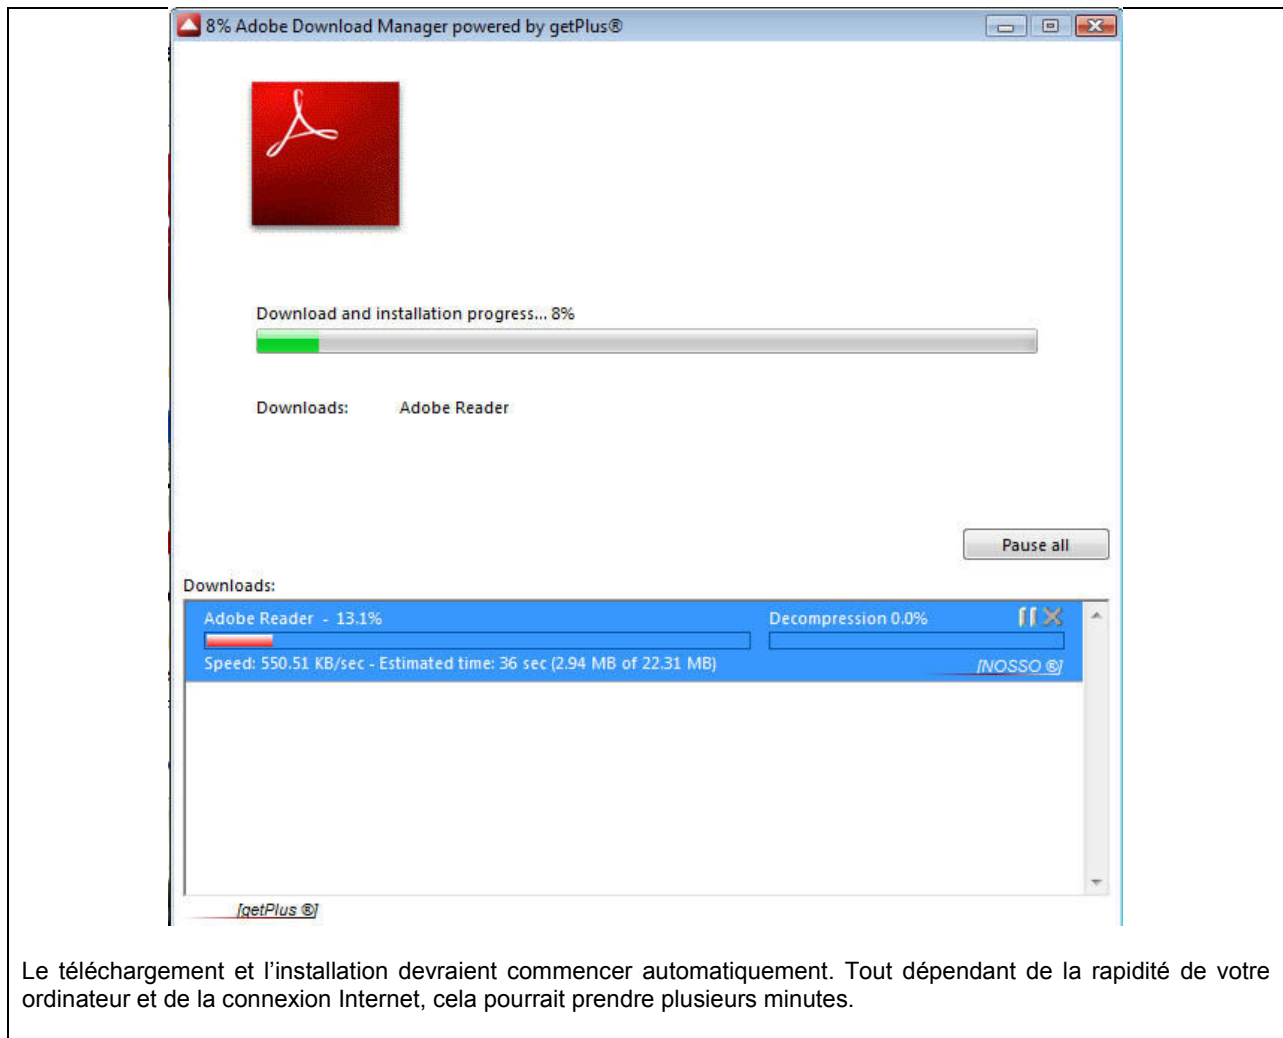 8% Adobe Download Manager powered by getPlus®
Download and installation progress... 8%
Downloads: Adobe Reader
Pause all
Downloads:
Adobe Reader - 13.1% Decompression 0.0%
Speed: 550.51 KB/sec - Estimated time: 36 sec (2.94 MB of 22.31 MB) [NOSSO ®]
[getPlus ®]
Le téléchargement et l’installation devraient commencer automatiquement. Tout dépendant de la rapidité de votre
ordinateur et de la connexion Internet, cela pourrait prendre plusieurs minutes.